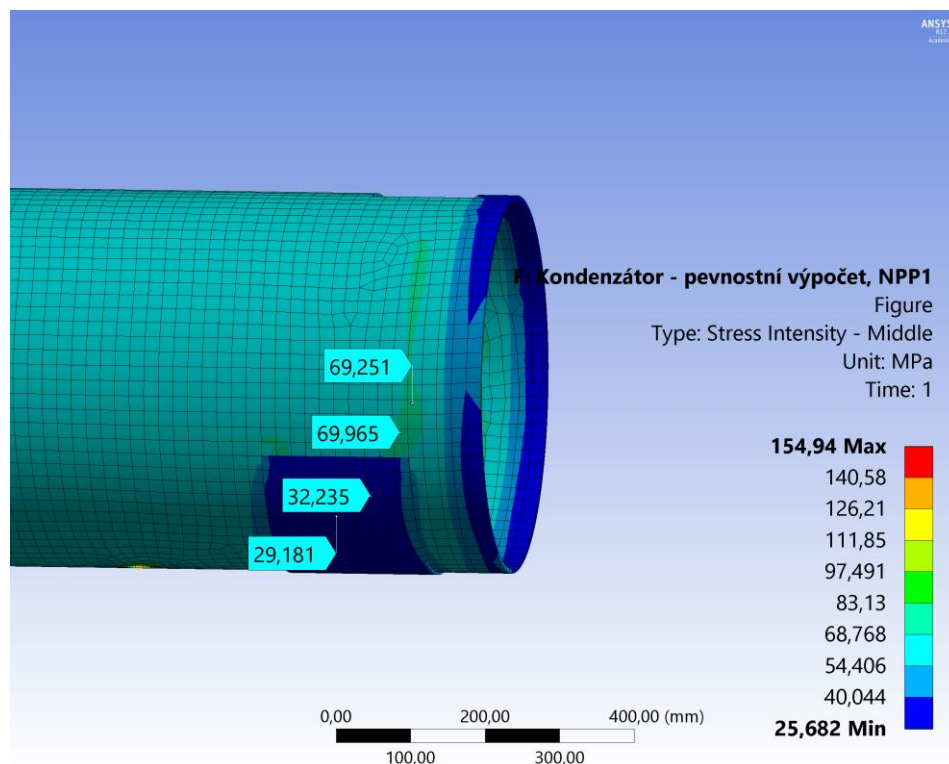 ANSYS
R17
Academ
F: Kondenzátor - pevnostní výpočet, NPP1
Figure
Type: Stress Intensity - Middle
Unit: MPa
Time: 1
69,251
69,965
32,235
29,181
154,94 Max
140,58
126,21
111,85
97,491
83,13
68,768
54,406
40,044
25,682 Min
0,00 200,00 400,00 (mm)
100,00 300,00